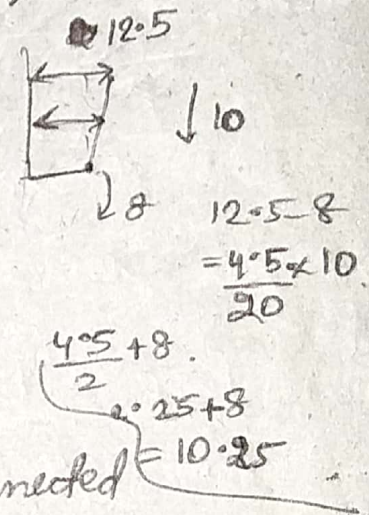 12.5
↓ 10
8
12.5-8
= 4.5 × 10
20
4.5 + 8.
2
2.25+8
= 10.25
nected